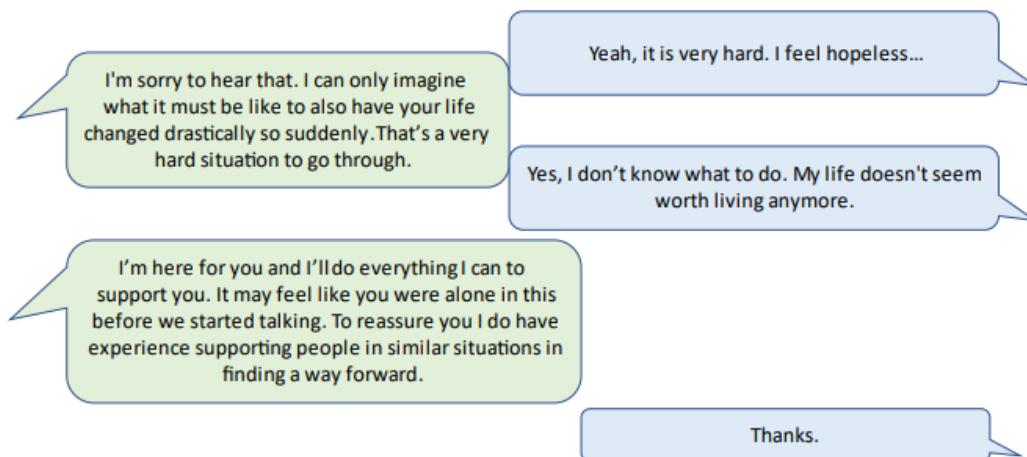 Yeah, it is very hard. I feel hopeless…
I'm sorry to hear that. I can only imagine
what it must be like to also have your life
changed drastically so suddenly.That's a very
hard situation to go through.
Yes, I don't know what to do. My life doesn't seem
worth living anymore.
I'm here for you and I'll do everything I can to
support you. It may feel like you were alone in this
before we started talking. To reassure you I do have
experience supporting people in similar situations in
finding a way forward.
Thanks.